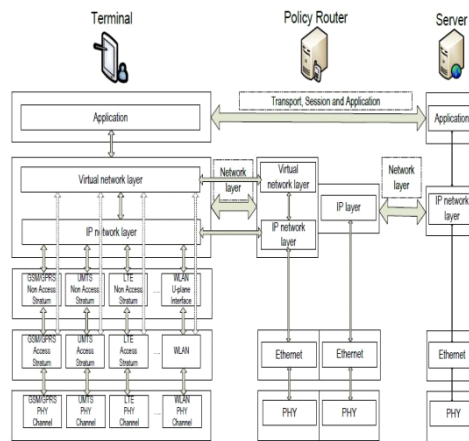 Terminal
Policy Router
Server
Transport, Session and Application
Application
Application
Virtual network layer
Network
layer
Virtual
network layer
Network
layer
IP layer
IP network layer
IP network
layer
IP network
layer
GSM/GPRS
Non Access
Stratum
UMTS
Non Access
Stratum
LTE
Non Access
Stratum
...
WLAN
U-plane
Interface
GSM/GPRS
Access
Stratum
UMTS
Access
Stratum
LTE
Access
Stratum
...
WLAN
Ethernet
Ethernet
Ethernet
GSM/GPRS
PHY
Channel
UMTS
PHY
Channel
LTE
PHY
Channel
...
WLAN
PHY
Channel
PHY
PHY
PHY